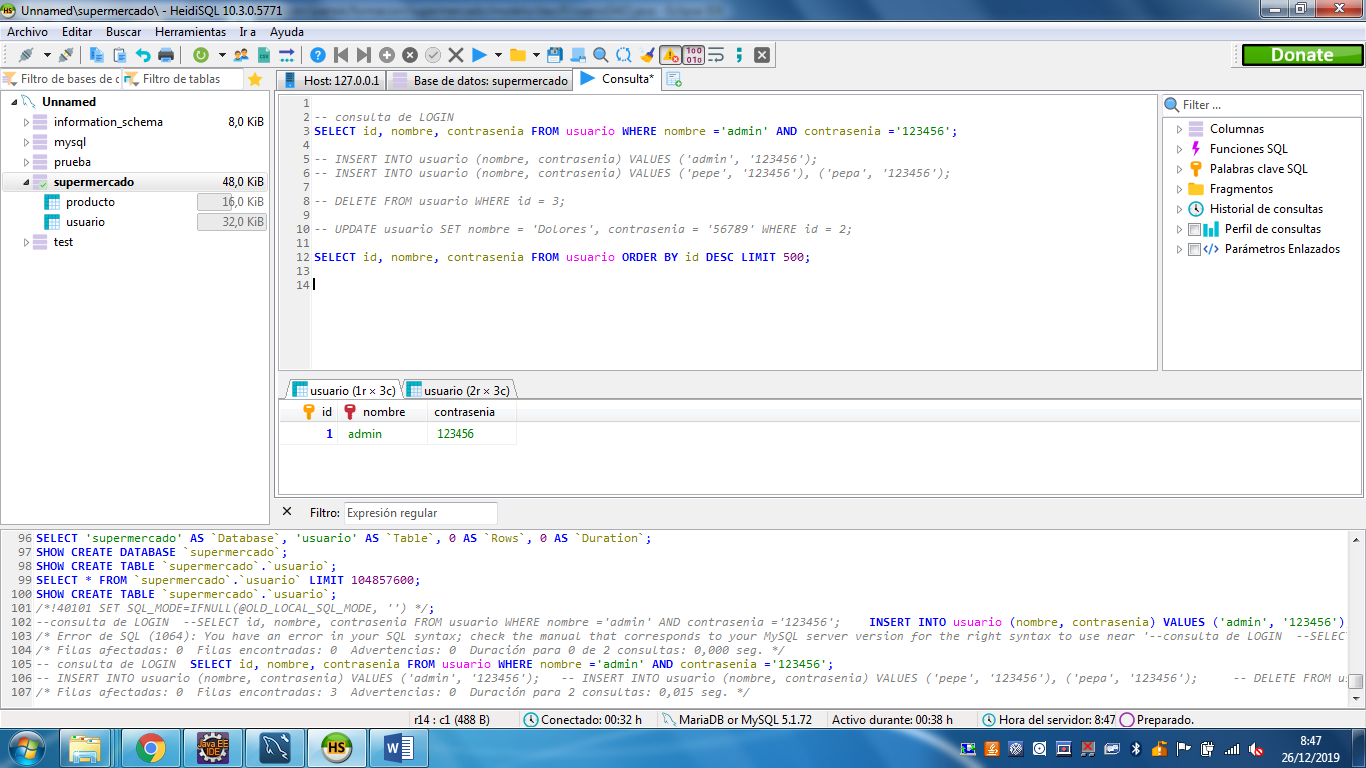 Unnamed\supermercado\ - HeidiSQL 10.3.0.5771
Archivo Editar Buscar Herramientas Ir a Ayuda
Donate
Filtro de bases de c Filtro de tablas
Host: 127.0.0.1 Base de datos: supermercado Consulta*
Unnamed
information_schema 8,0 KiB
mysql
prueba
supermercado 48,0 KiB
producto 16,0 KiB
usuario 32,0 KiB
test
1
2 -- consulta de LOGIN
3 SELECT id, nombre, contrasenia FROM usuario WHERE nombre ='admin' AND contrasenia ='123456';
4
5 -- INSERT INTO usuario (nombre, contrasenia) VALUES ('admin', '123456');
6 -- INSERT INTO usuario (nombre, contrasenia) VALUES ('pepe', '123456'), ('pepa', '123456');
7
8 -- DELETE FROM usuario WHERE id = 3;
9
10 -- UPDATE usuario SET nombre = 'Dolores', contrasenia = '56789' WHERE id = 2;
11
12 SELECT id, nombre, contrasenia FROM usuario ORDER BY id DESC LIMIT 500;
13
14
Filter ...
Columnas
Funciones SQL
Palabras clave SQL
Fragmentos
Historial de consultas
Perfil de consultas
Parámetros Enlazados
usuario (1r × 3c) usuario (2r × 3c)
id nombre contrasenia
1 admin 123456
Filtro: Expresión regular
96 SELECT 'supermercado' AS `Database`, 'usuario' AS `Table`, 0 AS `Rows`, 0 AS `Duration`;
97 SHOW CREATE DATABASE `supermercado`;
98 SHOW CREATE TABLE `supermercado`.`usuario`;
99 SELECT * FROM `supermercado`.`usuario` LIMIT 104857600;
100 SHOW CREATE TABLE `supermercado`.`usuario`;
101 /*!40101 SET SQL_MODE=IFNULL(@OLD_LOCAL_SQL_MODE, '') */;
102 --consulta de LOGIN --SELECT id, nombre, contrasenia FROM usuario WHERE nombre ='admin' AND contrasenia ='123456'; INSERT INTO usuario (nombre, contrasenia) VALUES ('admin', '123456')
103 /* Error de SQL (1064): You have an error in your SQL syntax; check the manual that corresponds to your MySQL server version for the right syntax to use near '--consulta de LOGIN --SELECT
104 /* Filas afectadas: 0 Filas encontradas: 0 Advertencias: 0 Duración para 0 de 2 consultas: 0,000 seg. */
105 -- consulta de LOGIN SELECT id, nombre, contrasenia FROM usuario WHERE nombre ='admin' AND contrasenia ='123456';
106 -- INSERT INTO usuario (nombre, contrasenia) VALUES ('admin', '123456'); -- INSERT INTO usuario (nombre, contrasenia) VALUES ('pepe', '123456'), ('pepa', '123456'); -- DELETE FROM us
107 /* Filas afectadas: 0 Filas encontradas: 3 Advertencias: 0 Duración para 2 consultas: 0,015 seg. */
r14 : c1 (488 B) Conectado: 00:32 h MariaDB or MySQL 5.1.72 Activo durante: 00:38 h Hora del servidor: 8:47 Preparado.
Java EE
IDE
HS
8:47
26/12/2019